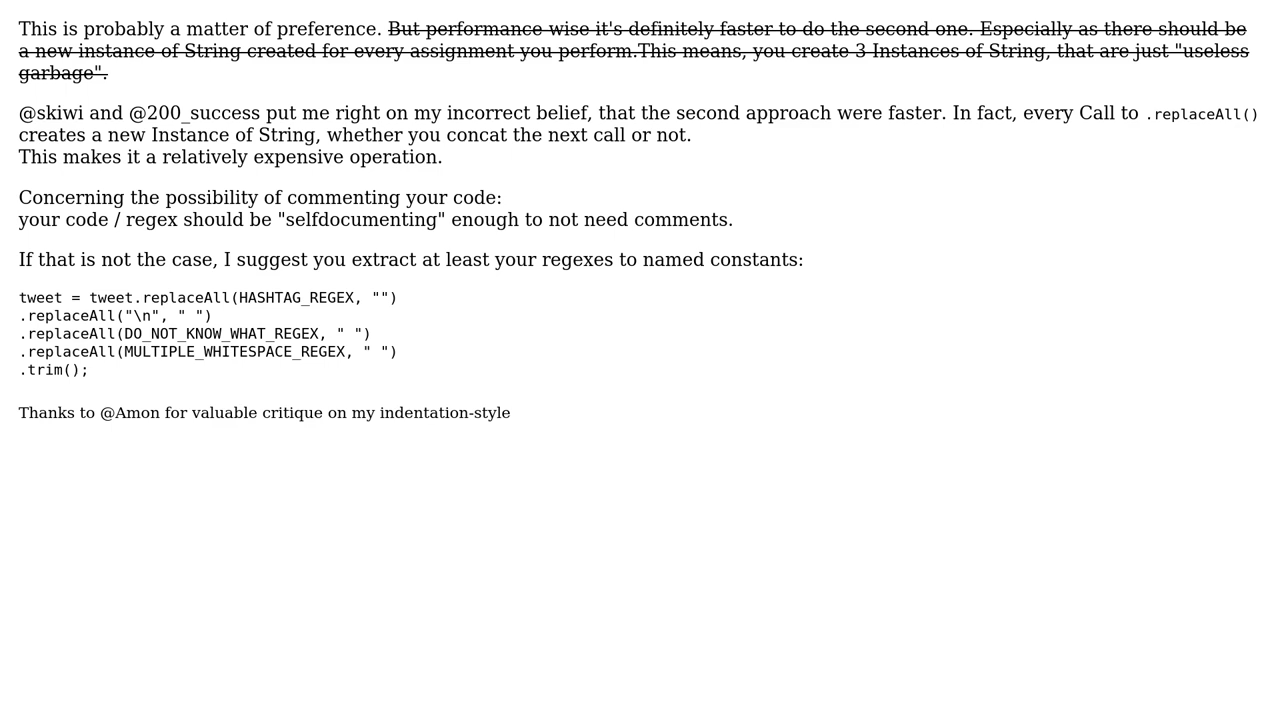 This is probably a matter of preference. But performance wise it's definitely faster to do the second one. Especially as there should be
a new instance of String created for every assignment you perform.This means, you create 3 Instances of String, that are just "useless
garbage".
@skiwi and @200_success put me right on my incorrect belief, that the second approach were faster. In fact, every Call to .replaceAll()
creates a new Instance of String, whether you concat the next call or not.
This makes it a relatively expensive operation.
Concerning the possibility of commenting your code:
your code / regex should be "selfdocumenting" enough to not need comments.
If that is not the case, I suggest you extract at least your regexes to named constants:
tweet = tweet.replaceAll(HASHTAG_REGEX, "")
.replaceAll("\n", " ")
.replaceAll(DO_NOT_KNOW_WHAT_REGEX, " ")
.replaceAll(MULTIPLE_WHITESPACE_REGEX, " ")
.trim();
Thanks to @Amon for valuable critique on my indentation-style